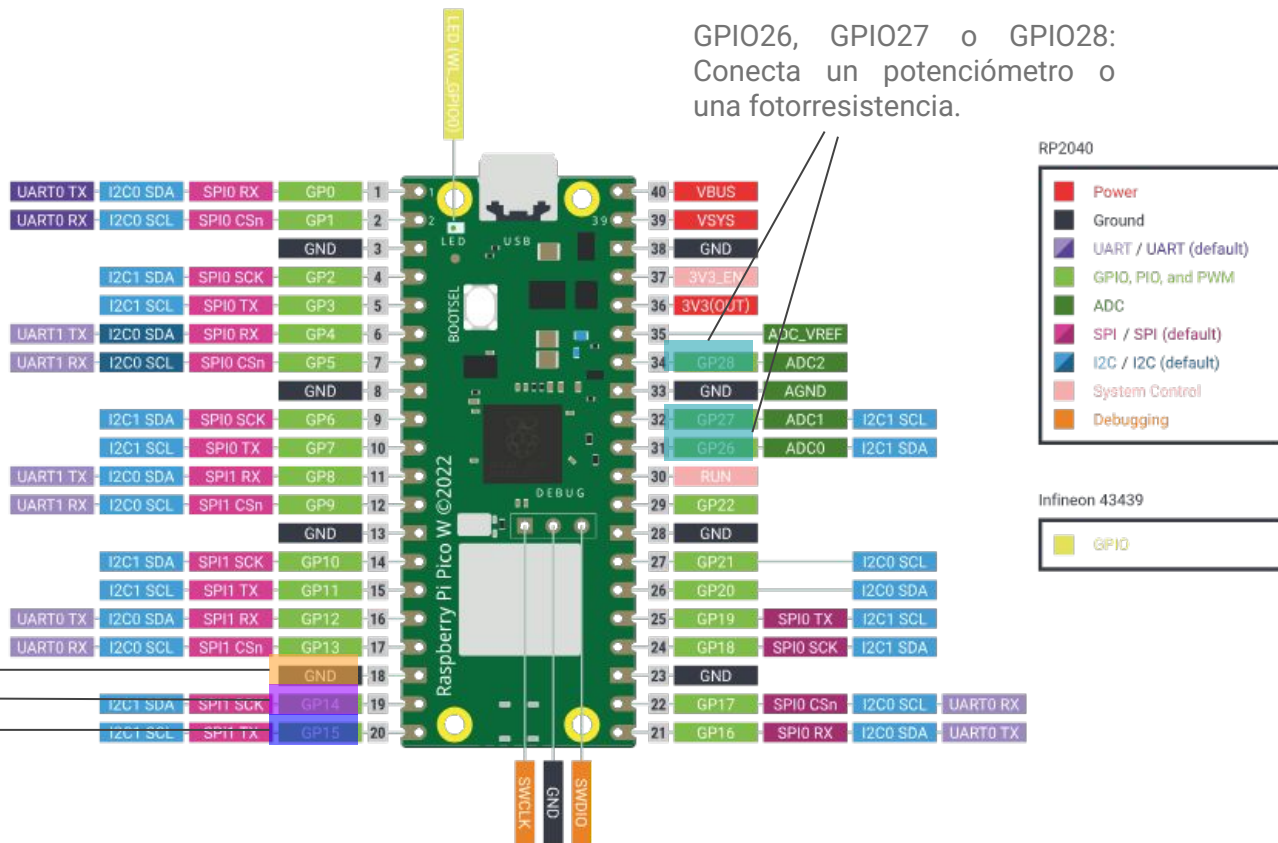 LED (WL_GPIO0)
GPIO26, GPIO27 o GPIO28:
Conecta un potenciómetro o
una fotorresistencia.
UART0 TX I2C0 SDA SPI0 RX GP0 1
UART0 RX I2C0 SCL SPI0 CSn GP1 2
GND 3
I2C1 SDA SPI0 SCK GP2 4
I2C1 SCL SPI0 TX GP3 5
UART1 TX I2C0 SDA SPI0 RX GP4 6
UART1 RX I2C0 SCL SPI0 CSn GP5 7
GND 8
I2C1 SDA SPI0 SCK GP6 9
I2C1 SCL SPI0 TX GP7 10
UART1 TX I2C0 SDA SPI1 RX GP8 11
UART1 RX I2C0 SCL SPI1 CSn GP9 12
GND 13
I2C1 SDA SPI1 SCK GP10 14
I2C1 SCL SPI1 TX GP11 15
UART0 TX I2C0 SDA SPI1 RX GP12 16
UART0 RX I2C0 SCL SPI1 CSn GP13 17
GND 18
I2C1 SDA SPI1 SCK GP14 19
I2C1 SCL SPI1 TX GP15 20
1
2
39
LED
USB
BOOTSEL
DEBUG
Raspberry Pi Pico W ©2022
40 VBUS
39 VSYS
38 GND
37 3V3_EN
36 3V3(OUT)
35 ADC_VREF
34 GP28 ADC2
33 GND AGND
32 GP27 ADC1 I2C1 SCL
31 GP26 ADC0 I2C1 SDA
30 RUN
29 GP22
28 GND
27 GP21 I2C0 SCL
26 GP20 I2C0 SDA
25 GP19 SPI0 TX I2C1 SCL
24 GP18 SPI0 SCK I2C1 SDA
23 GND
22 GP17 SPI0 CSn I2C0 SCL UART0 RX
21 GP16 SPI0 RX I2C0 SDA UART0 TX
SWCLK
GND
SWDIO
RP2040
Power
Ground
UART / UART (default)
GPIO, PIO, and PWM
ADC
SPI / SPI (default)
I2C / I2C (default)
System Control
Debugging
Infineon 43439
GPIO